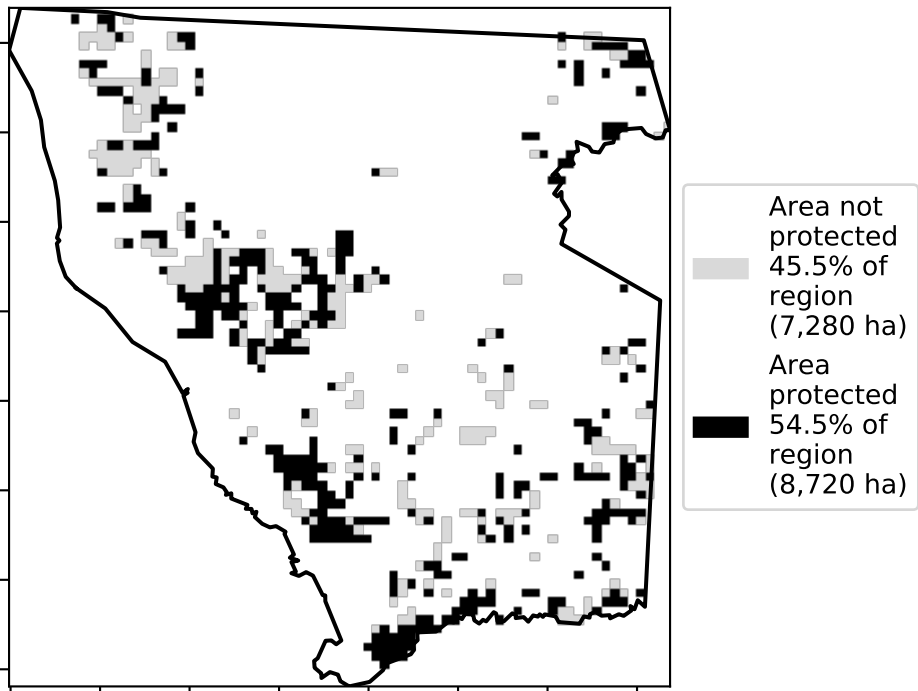 Area not
protected
45.5% of
region
(7,280 ha)
Area
protected
54.5% of
region
(8,720 ha)